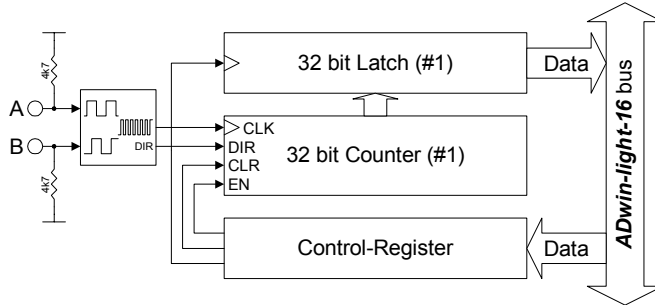 4k7
A
B
4k7
DIR
32 bit Latch (#1)
CLK
DIR
CLR
EN
32 bit Counter (#1)
Control-Register
Data
Data
ADwin-light-16 bus